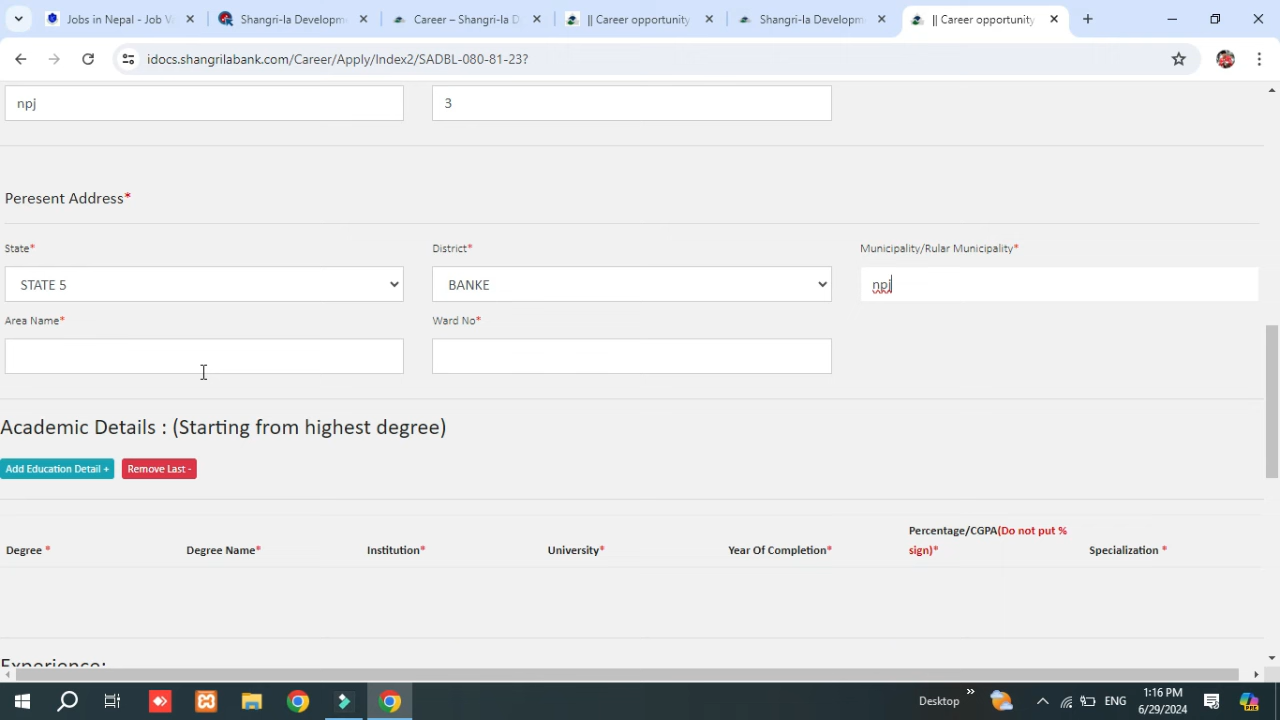 Jobs in Nepal - Job V
Shangri-la Developm
Career – Shangri-La D
|| Career opportunity
Shangri-la Developm
|| Career opportunity
idocs.shangrilabank.com/Career/Apply/Index2/SADBL-080-81-23?
npj
3
Peresent Address*
State*
District*
Municipality/Rular Municipality*
STATE 5
BANKE
npj
Area Name*
Ward No*
Academic Details : (Starting from highest degree)
Add Education Detail +
Remove Last -
Degree *
Degree Name*
Institution*
University*
Year Of Completion*
Percentage/CGPA(Do not put %
sign)*
Specialization *
Experience:
Desktop
ENG
1:16 PM
6/29/2024
PRE